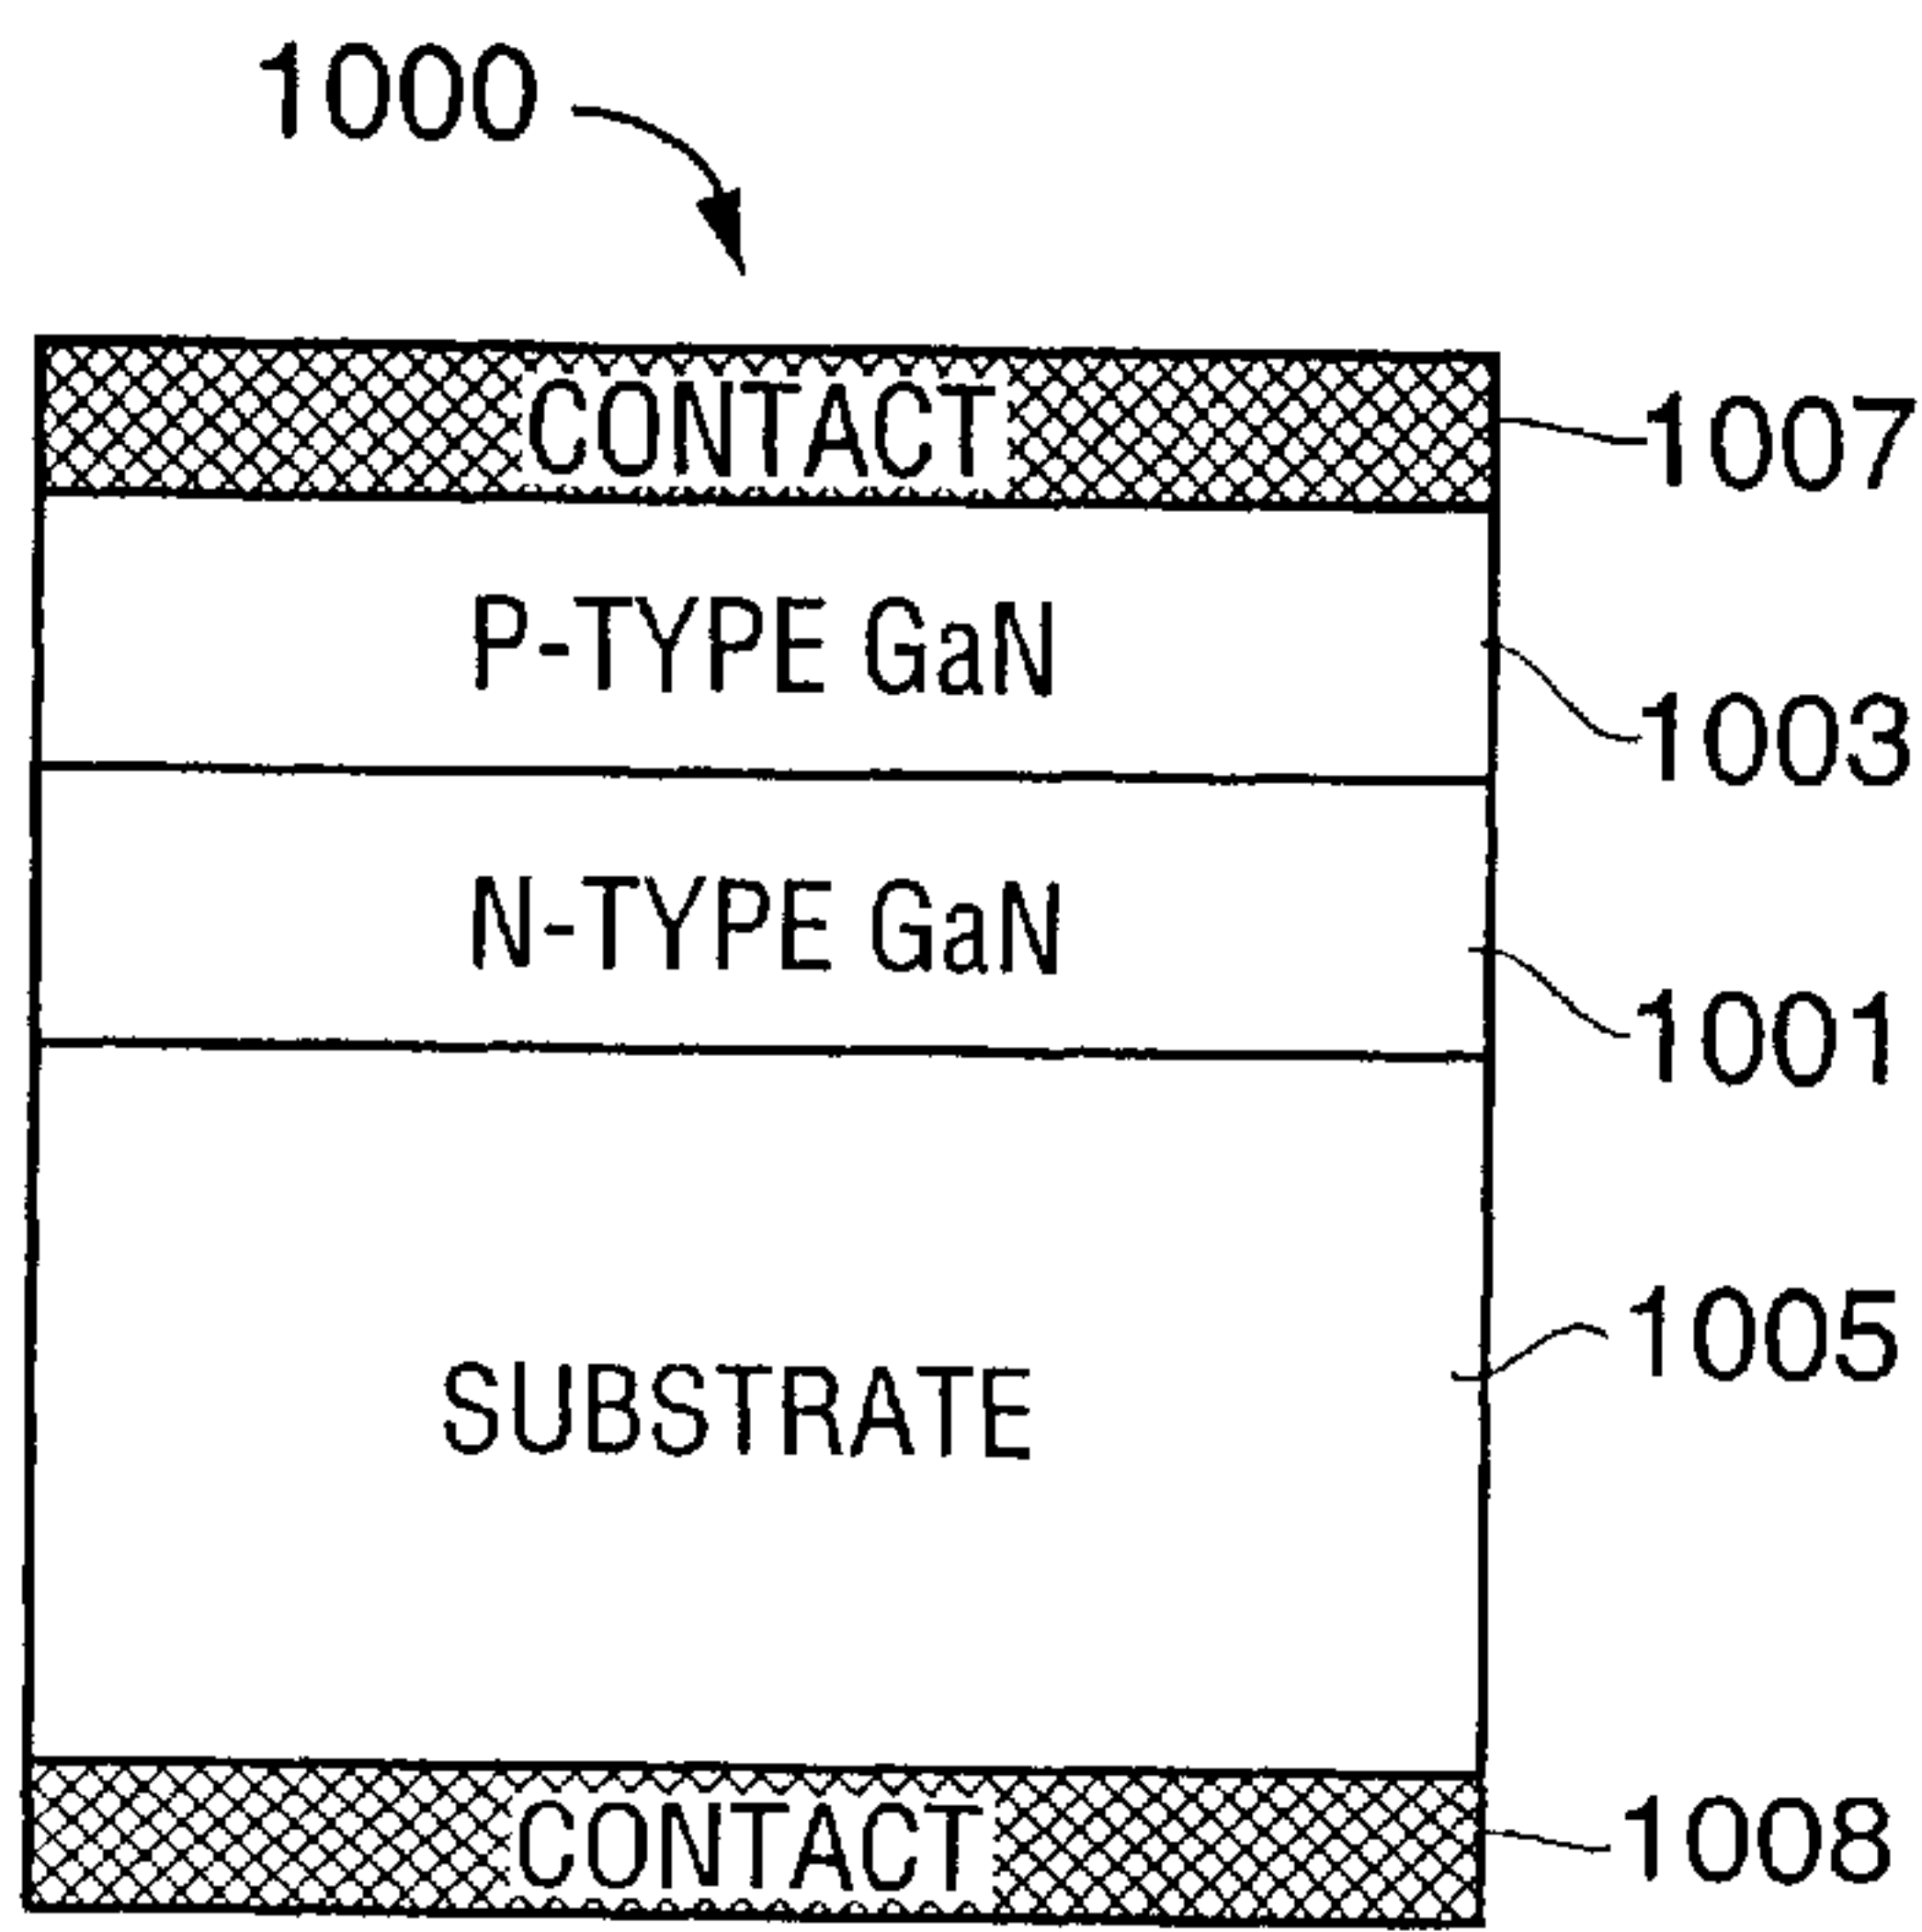 1000
CONTACT
1007
P-TYPE GaN
1003
N-TYPE GaN
1001
SUBSTRATE
1005
CONTACT
1008